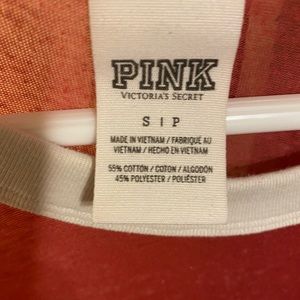 PINK
VICTORIA'S SECRET
S | P
MADE IN VIETNAM / FABRIQUÉ AU
VIETNAM / HECHO EN VIETNAM
55% COTTON / COTON / ALGODÓN
45% POLYESTER / POLIÉSTER